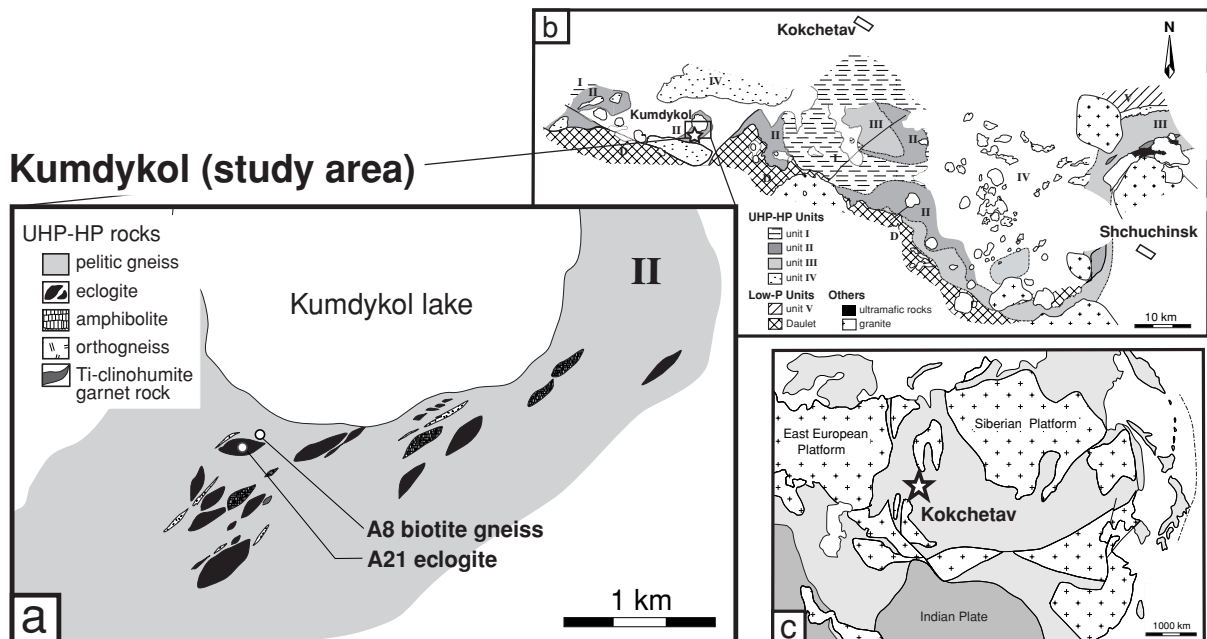 b
Kokchetav
N
I
II
IV
Kumdykol
II
II
III
II
I
V
III
IV
D
II
D
Shchuchinsk
UHP-HP Units
unit I
unit II
unit III
unit IV
Low-P Units
unit V
Daulet
Others
ultramafic rocks
granite
10 km
Kumdykol (study area)
UHP-HP rocks
pelitic gneiss
eclogite
amphibolite
orthogneiss
Ti-clinohumite
garnet rock
Kumdykol lake
II
A8 biotite gneiss
A21 eclogite
1 km
a
East European
Platform
Siberian Platform
Kokchetav
Indian Plate
1000 km
c